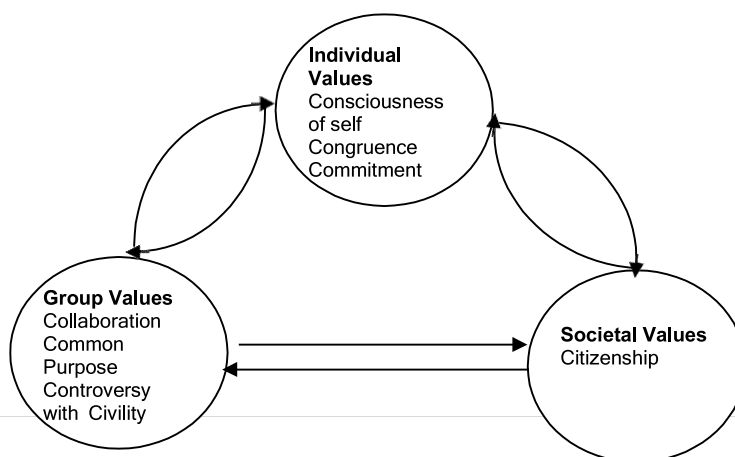 Individual
Values
Consciousness
of self
Congruence
Commitment
Group Values
Collaboration
Common
Purpose
Controversy
with Civility
Societal Values
Citizenship